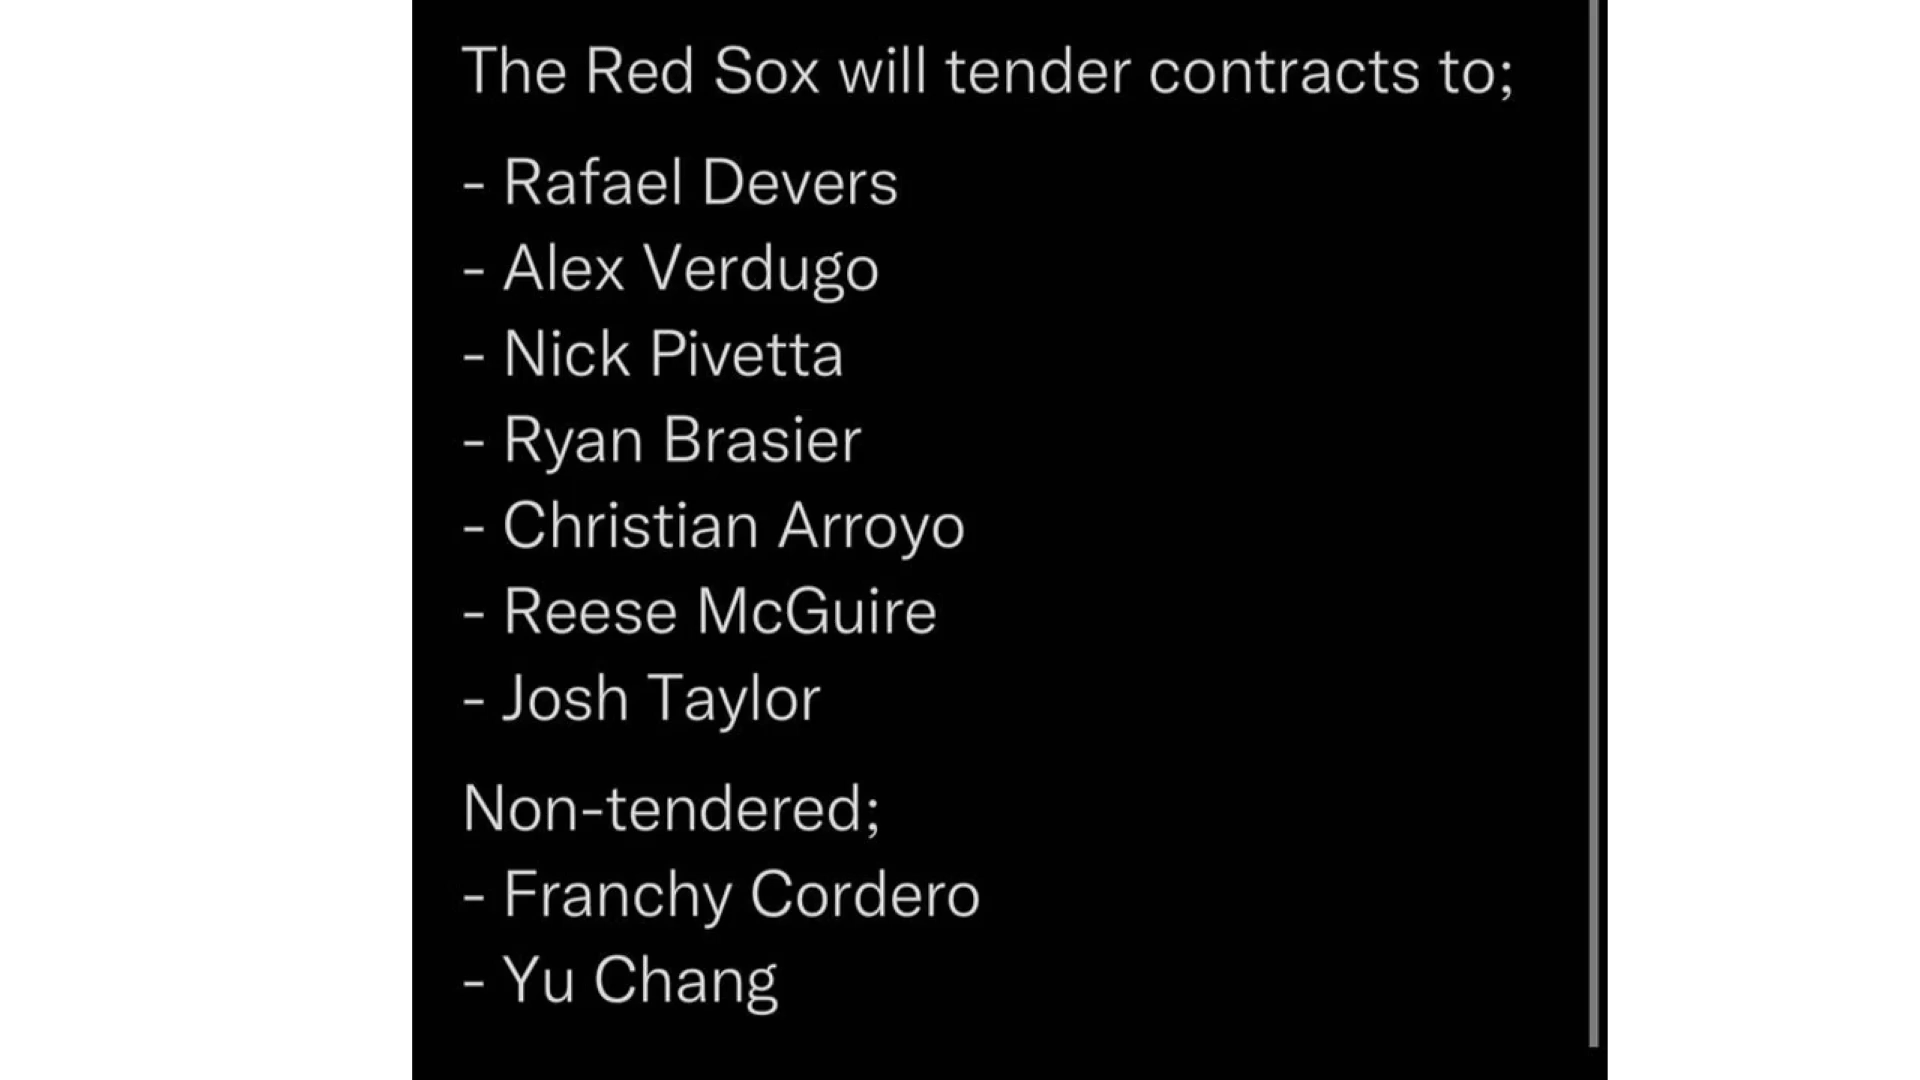 The Red Sox will tender contracts to;
- Rafael Devers
- Alex Verdugo
- Nick Pivetta
- Ryan Brasier
- Christian Arroyo
- Reese McGuire
- Josh Taylor
Non-tendered;
- Franchy Cordero
- Yu Chang